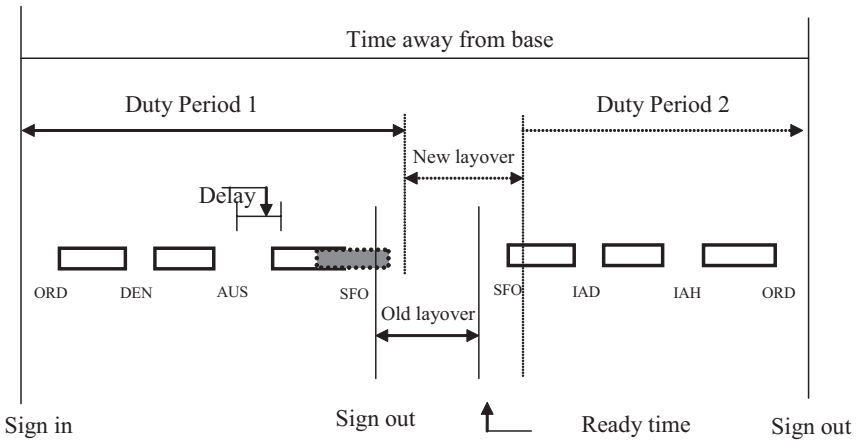 Time away from base
Duty Period 1
Duty Period 2
New layover
Delay
ORD
DEN
AUS
SFO
SFO
IAD
IAH
ORD
Old layover
Sign in
Sign out
Ready time
Sign out